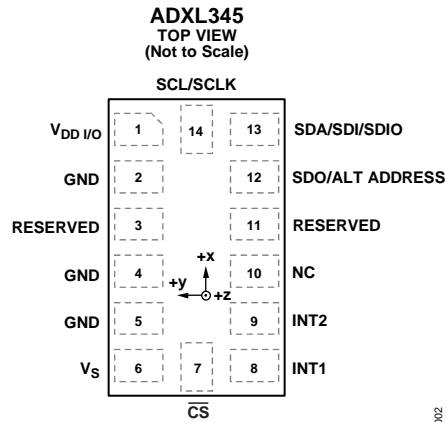 ADXL345
TOP VIEW
(Not to Scale)
SCL/SCLK
VDD I/O 1 14 13 SDA/SDI/SDIO
GND 2 12 SDO/ALT ADDRESS
RESERVED 3 11 RESERVED
+x
GND 4 10 NC
+y +z
GND 5 9 INT2
VS 6 7 8 INT1
CS
002